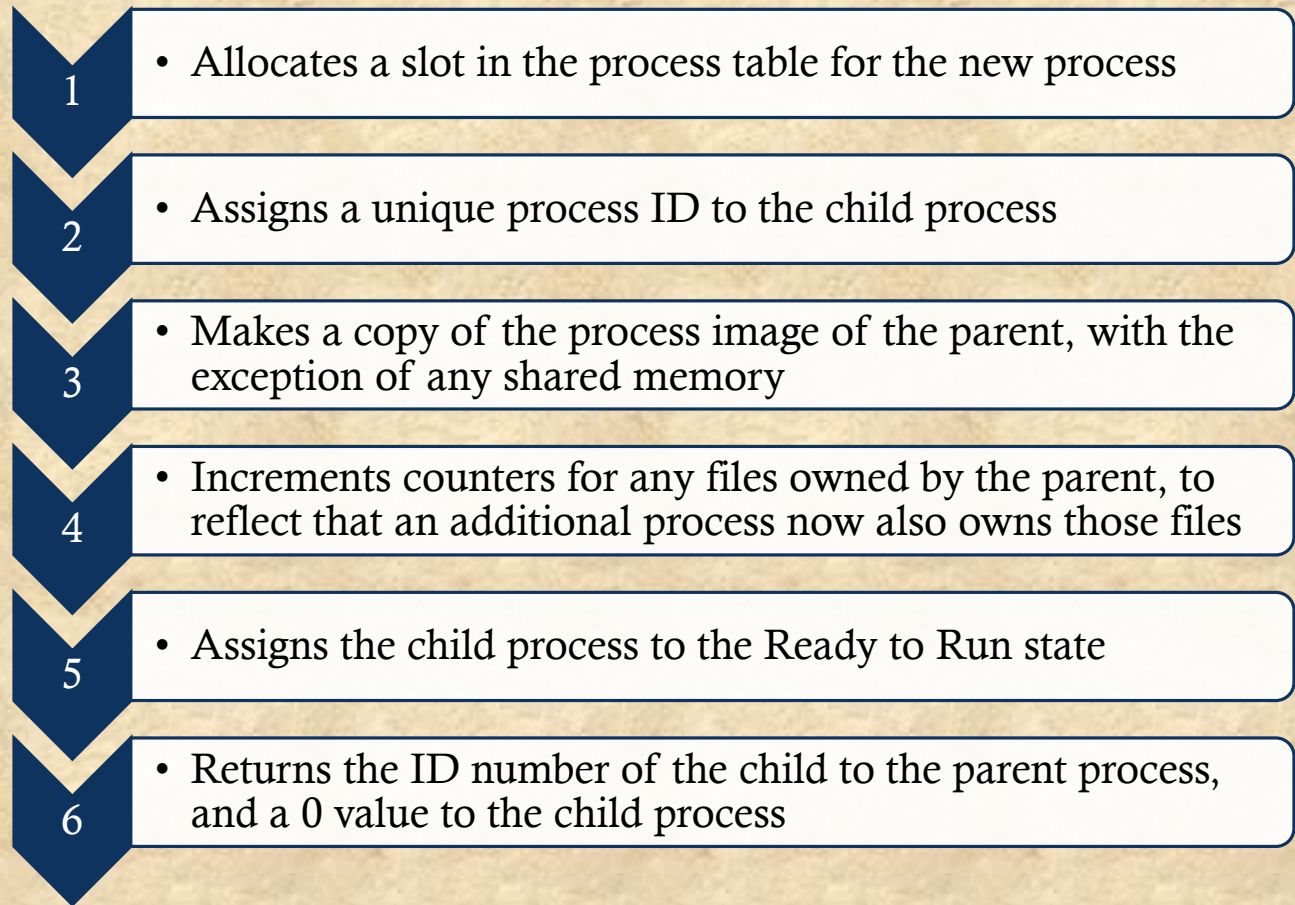 1
• Allocates a slot in the process table for the new process
2
• Assigns a unique process ID to the child process
3
• Makes a copy of the process image of the parent, with the
exception of any shared memory
4
• Increments counters for any files owned by the parent, to
reflect that an additional process now also owns those files
5
• Assigns the child process to the Ready to Run state
6
• Returns the ID number of the child to the parent process,
and a 0 value to the child process